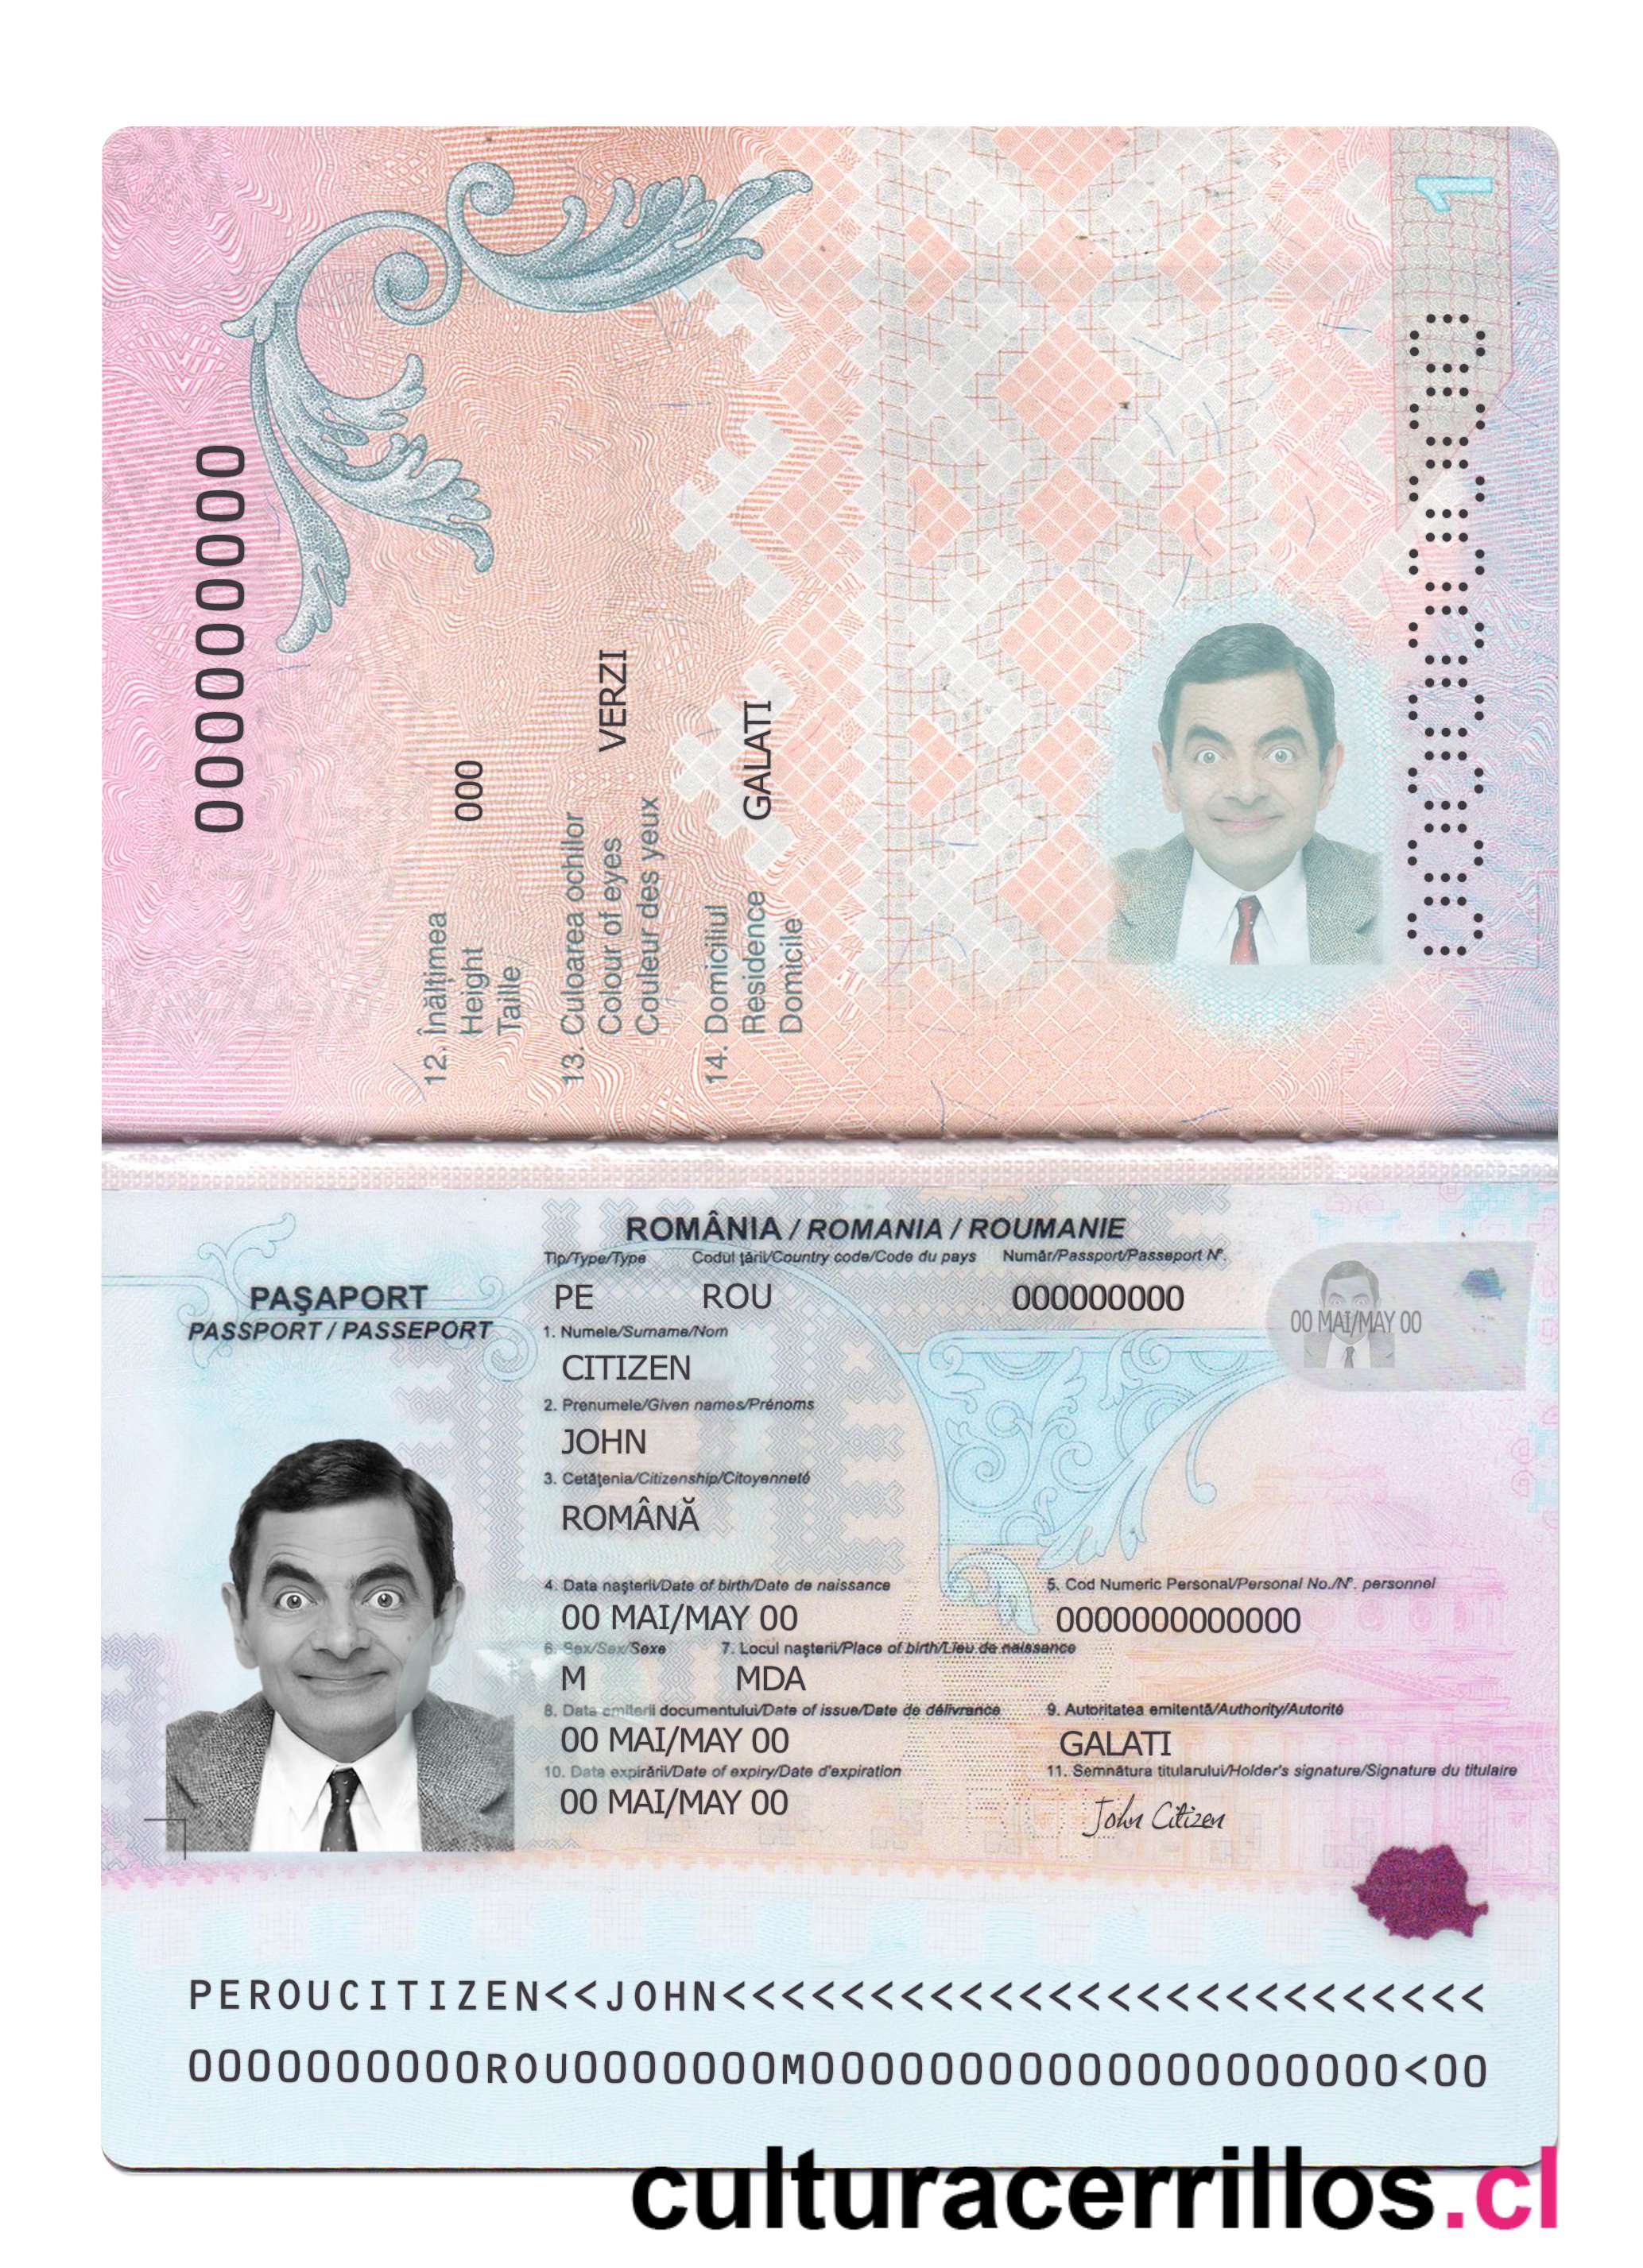 1
000000000
000000000
12. Înălțimea
Height
Taille
000
13. Culoarea ochilor
Colour of eyes
Couleur des yeux
VERZI
14. Domiciliul
Residence
Domicile
GALATI
ROMÂNIA / ROMANIA / ROUMANIE
Tip/Type/Type Codul țării/Country code/Code du pays Număr/Passport/Passeport Nº.
PAŞAPORT
PASSPORT / PASSEPORT
PE ROU 000000000
00 MAI/MAY 00
1. Numele/Surname/Nom
CITIZEN
2. Prenumele/Given names/Prénoms
JOHN
3. Cetățenia/Citizenship/Citoyenneté
ROMÂNĂ
4. Data nașterii/Date of birth/Date de naissance 5. Cod Numeric Personal/Personal No./Nº. personnel
00 MAI/MAY 00 0000000000000
6. Sex/Sex/Sexe 7. Locul nașterii/Place of birth/Lieu de naissance
M MDA
8. Data emiterii documentului/Date of issue/Date de délivrance 9. Autoritatea emitentă/Authority/Autorité
00 MAI/MAY 00 GALATI
10. Data expirării/Date of expiry/Date d'expiration 11. Semnătura titularului/Holder's signature/Signature du titulaire
00 MAI/MAY 00 John Citizen
PEROUCITIZEN<<JOHN<<<<<<<<<<<<<<<<<<<<<<<<<<
0000000000ROU0000000M00000000000000000000<00
culturacerrillos.cl